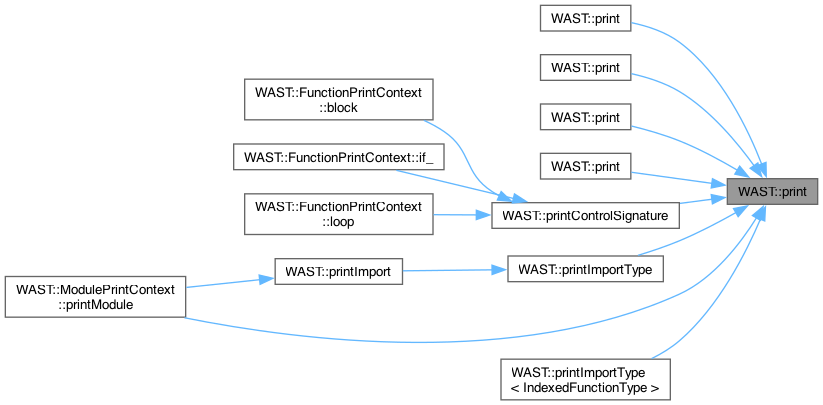 WAST::print
WAST::print
WAST::FunctionPrintContext
::block
WAST::print
WAST::FunctionPrintContext::if_
WAST::print
WAST::print
WAST::FunctionPrintContext
::loop
WAST::printControlSignature
WAST::printImport
WAST::printImportType
WAST::ModulePrintContext
::printModule
WAST::printImportType
< IndexedFunctionType >